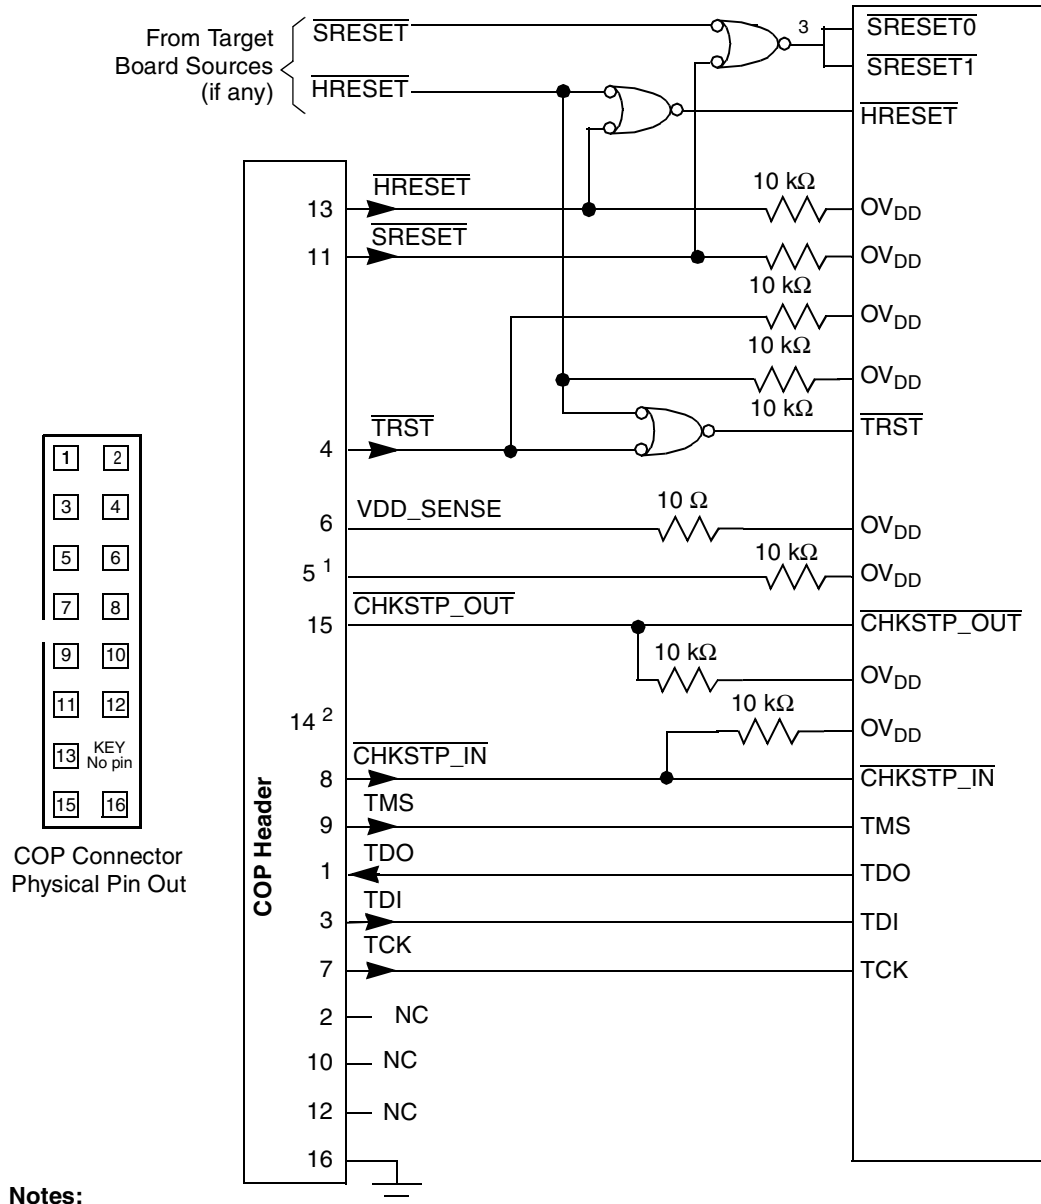 From Target
Board Sources
(if any)
SRESET
HRESET
3
SRESET0
SRESET1
HRESET
13 HRESET 10 kΩ OVDD
11 SRESET OVDD
10 kΩ
OVDD
10 kΩ
OVDD
10 kΩ
4 TRST TRST
6 VDD_SENSE 10 Ω OVDD
5 1 10 kΩ OVDD
15 CHKSTP_OUT CHKSTP_OUT
10 kΩ OVDD
14 2 10 kΩ OVDD
8 CHKSTP_IN CHKSTP_IN
9 TMS TMS
1 TDO TDO
3 TDI TDI
7 TCK TCK
2 NC
10 NC
12 NC
16
COP Header
1 2
3 4
5 6
7 8
9 10
11 12
13 KEY
No pin
15 16
COP Connector
Physical Pin Out
Notes: